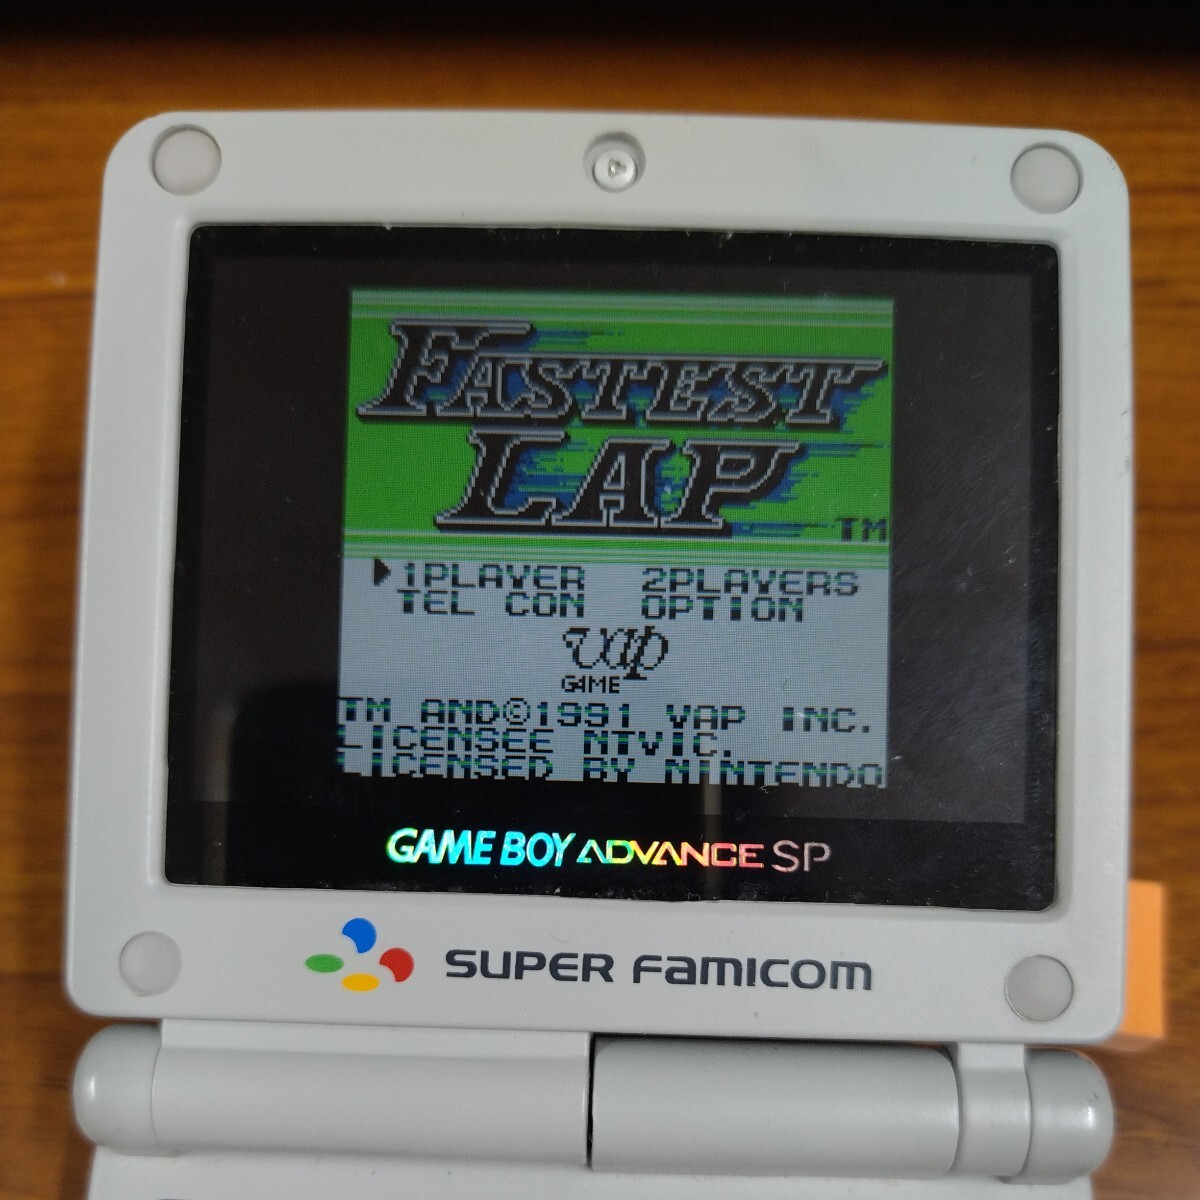 FASTEST
LAP
TM
1PLAYER 2PLAYERS
TEL CON OPTION
vap
GAME
TM AND©1991 VAP INC.
LICENSEE NTVIC.
LICENSED BY NINTENDO
GAME BOY ADVANCE SP
SUPER FAMICOM